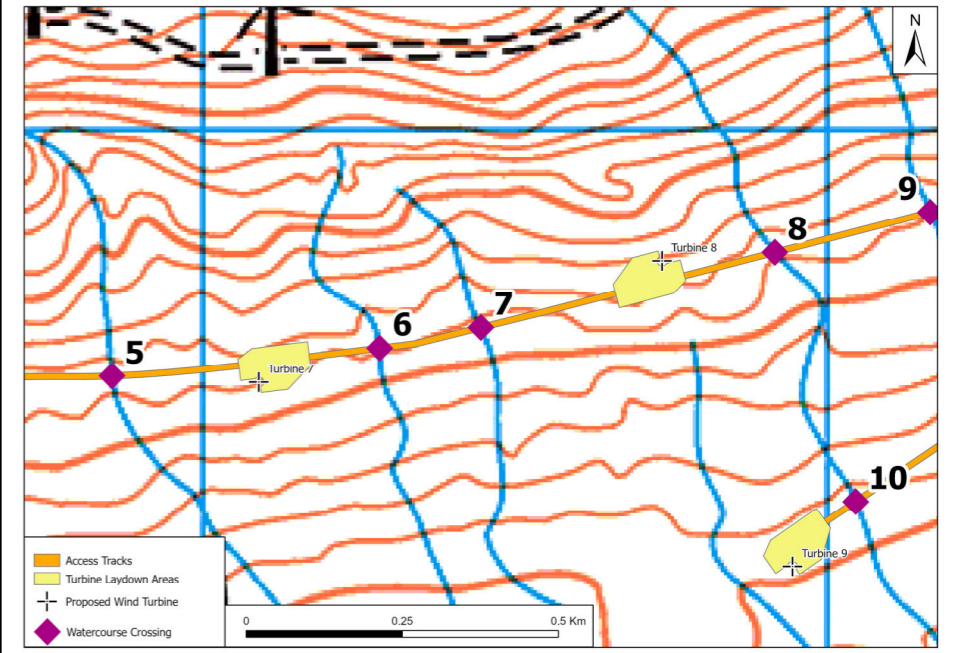 N
9
8
Turbine 8
7
6
5
Turbine 7
10
Turbine 9
Access Tracks
Turbine Laydown Areas
Proposed Wind Turbine
Watercourse Crossing
0 0.25 0.5 Km